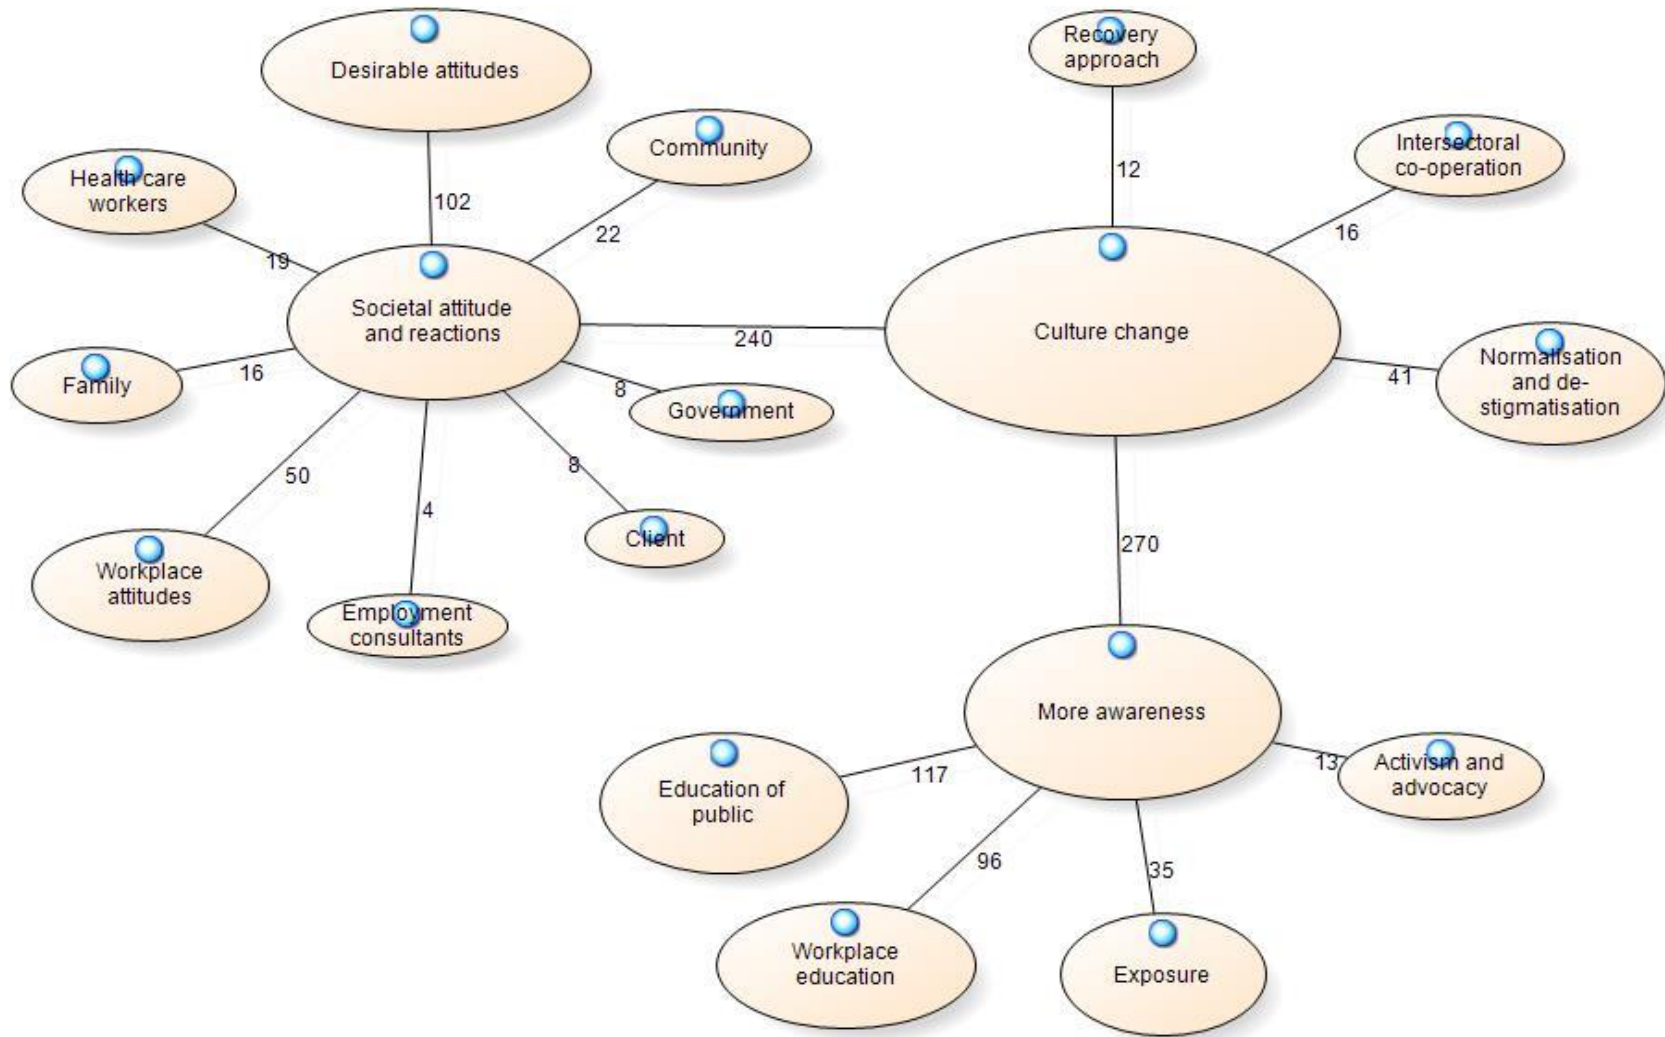 Desirable attitudes
Recovery
approach
Community
Intersectoral
co-operation
Health care
workers
102
12
22
16
19
Societal attitude
and reactions
240
Culture change
Family
16
8
Government
41
Normalisation
and de-
stigmatisation
50
4
8
Client
270
Workplace
attitudes
Employment
consultants
More awareness
Education of
public
117
13
Activism and
advocacy
96
35
Workplace
education
Exposure